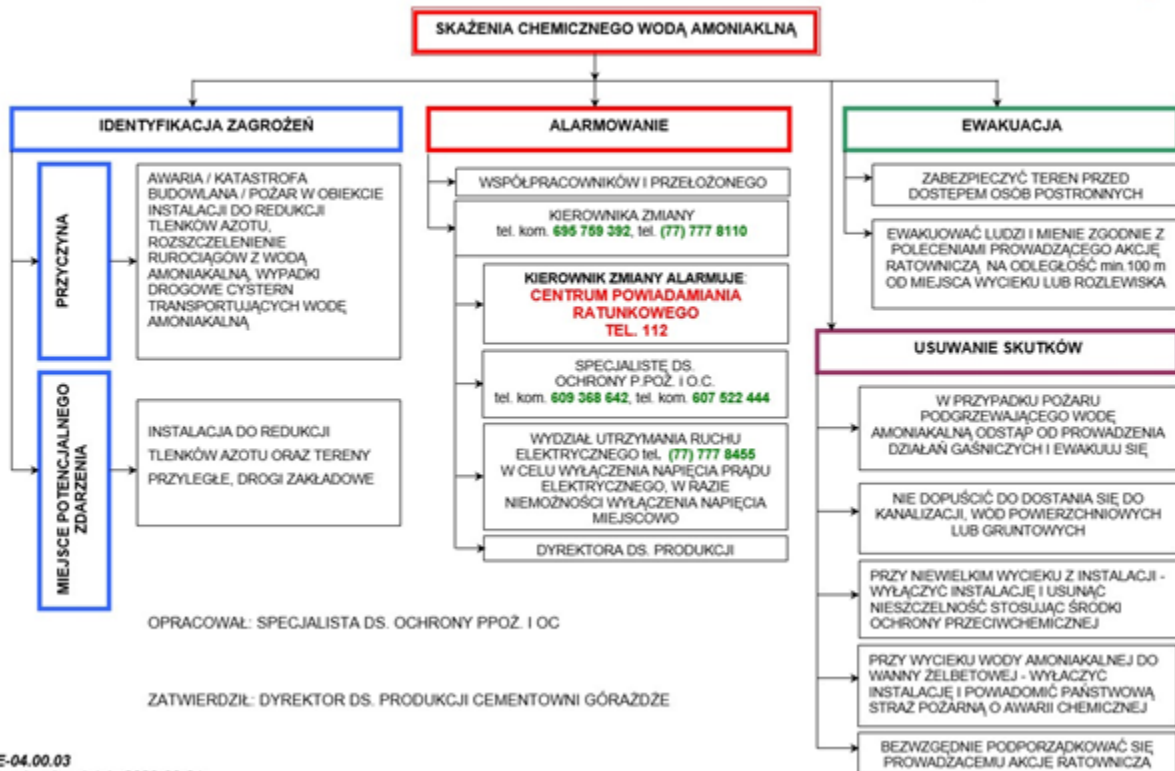 SKAŻENIA CHEMICZNEGO WODĄ AMONIAKLNĄ
IDENTYFIKACJA ZAGROŻEŃ
PRZYCZYNA
AWARIA / KATASTROFA
BUDOWLANA / POŻAR W OBIEKCIE
INSTALACJI DO REDUKCJI
TLENKÓW AZOTU,
ROZSZCZELENIENIE
RUROCIĄGÓW Z WODĄ
AMONIAKALNĄ, WYPADKI
DROGOWE CYSTERN
TRANSPORTUJĄCYCH WODĘ
AMONIAKALNĄ
MIEJSCE POTENCJALNEGO
ZDARZENIA
INSTALACJA DO REDUKCJI
TLENKÓW AZOTU ORAZ TERENY
PRZYLEGŁE, DROGI ZAKŁADOWE
ALARMOWANIE
WSPÓŁPRACOWNIKÓW I PRZEŁOŻONEGO
KIEROWNIKA ZMIANY
tel. kom. 695 759 392, tel. (77) 777 8110
KIEROWNIK ZMIANY ALARMUJE:
CENTRUM POWIADAMIANIA
RATUNKOWEGO
TEL. 112
SPECJALISTĘ DS.
OCHRONY P.POŻ. i O.C.
tel. kom. 609 368 642, tel. kom. 607 522 444
WYDZIAŁ UTRZYMANIA RUCHU
ELEKTRYCZNEGO tel. (77) 777 8455
W CELU WYŁĄCZENIA NAPIĘCIA PRĄDU
ELEKTRYCZNEGO, W RAZIE
NIEMOŻNOŚCI WYŁĄCZENIA NAPIĘCIA
MIEJSCOWO
DYREKTORA DS. PRODUKCJI
EWAKUACJA
ZABEZPIECZYĆ TEREN PRZED
DOSTĘPEM OSÓB POSTRONNYCH
EWAKUOWAĆ LUDZI I MIENIE ZGODNIE Z
POLECENIAMI PROWADZĄCEGO AKCJĘ
RATOWNICZĄ NA ODLEGŁOŚĆ min.100 m
OD MIEJSCA WYCIEKU LUB ROZLEWISKA
USUWANIE SKUTKÓW
W PRZYPADKU POŻARU
PODGRZEWAJĄCEGO WODĘ
AMONIAKALNĄ ODSTĄP OD PROWADZENIA
DZIAŁAŃ GAŚNICZYCH I EWAKUUJ SIĘ
NIE DOPUŚCIĆ DO DOSTANIA SIĘ DO
KANALIZACJI, WÓD POWIERZCHNIOWYCH
LUB GRUNTOWYCH
PRZY NIEWIELKIM WYCIEKU Z INSTALACJI -
WYŁĄCZYĆ INSTALACJĘ I USUNĄĆ
NIESZCZELNOŚĆ STOSUJĄC ŚRODKI
OCHRONY PRZECIWCHEMICZNEJ
PRZY WYCIEKU WODY AMONIAKALNEJ DO
WANNY ŻELBETOWEJ - WYŁĄCZYĆ
INSTALACJĘ I POWIADOMIĆ PAŃSTWOWĄ
STRAŻ POŻARNĄ O AWARII CHEMICZNEJ
BEZWZGLĘDNIE PODPORZĄDKOWAĆ SIĘ
PROWADZĄCEMU AKCJĘ RATOWNICZĄ
OPRACOWAŁ: SPECJALISTA DS. OCHRONY PPOŻ. I OC
ZATWIERDZIŁ: DYREKTOR DS. PRODUKCJI CEMENTOWNI GÓRAŻDŻE
E-04.00.03